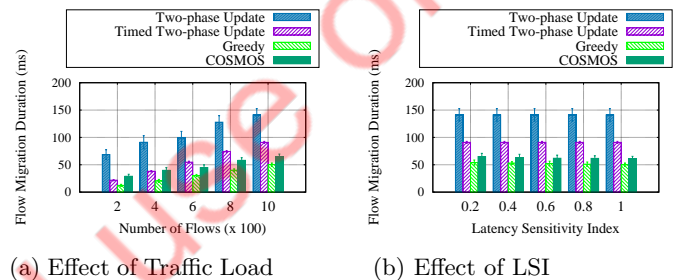 Two-phase Update
Timed Two-phase Update
Greedy
COSMOS
Flow Migration Duration (ms)
200
150
100
50
0
2 4 6 8 10
Number of Flows (x 100)
(a) Effect of Traffic Load
Two-phase Update
Timed Two-phase Update
Greedy
COSMOS
Flow Migration Duration (ms)
200
150
100
50
0
0.2 0.4 0.6 0.8 1
Latency Sensitivity Index
(b) Effect of LSI
use o